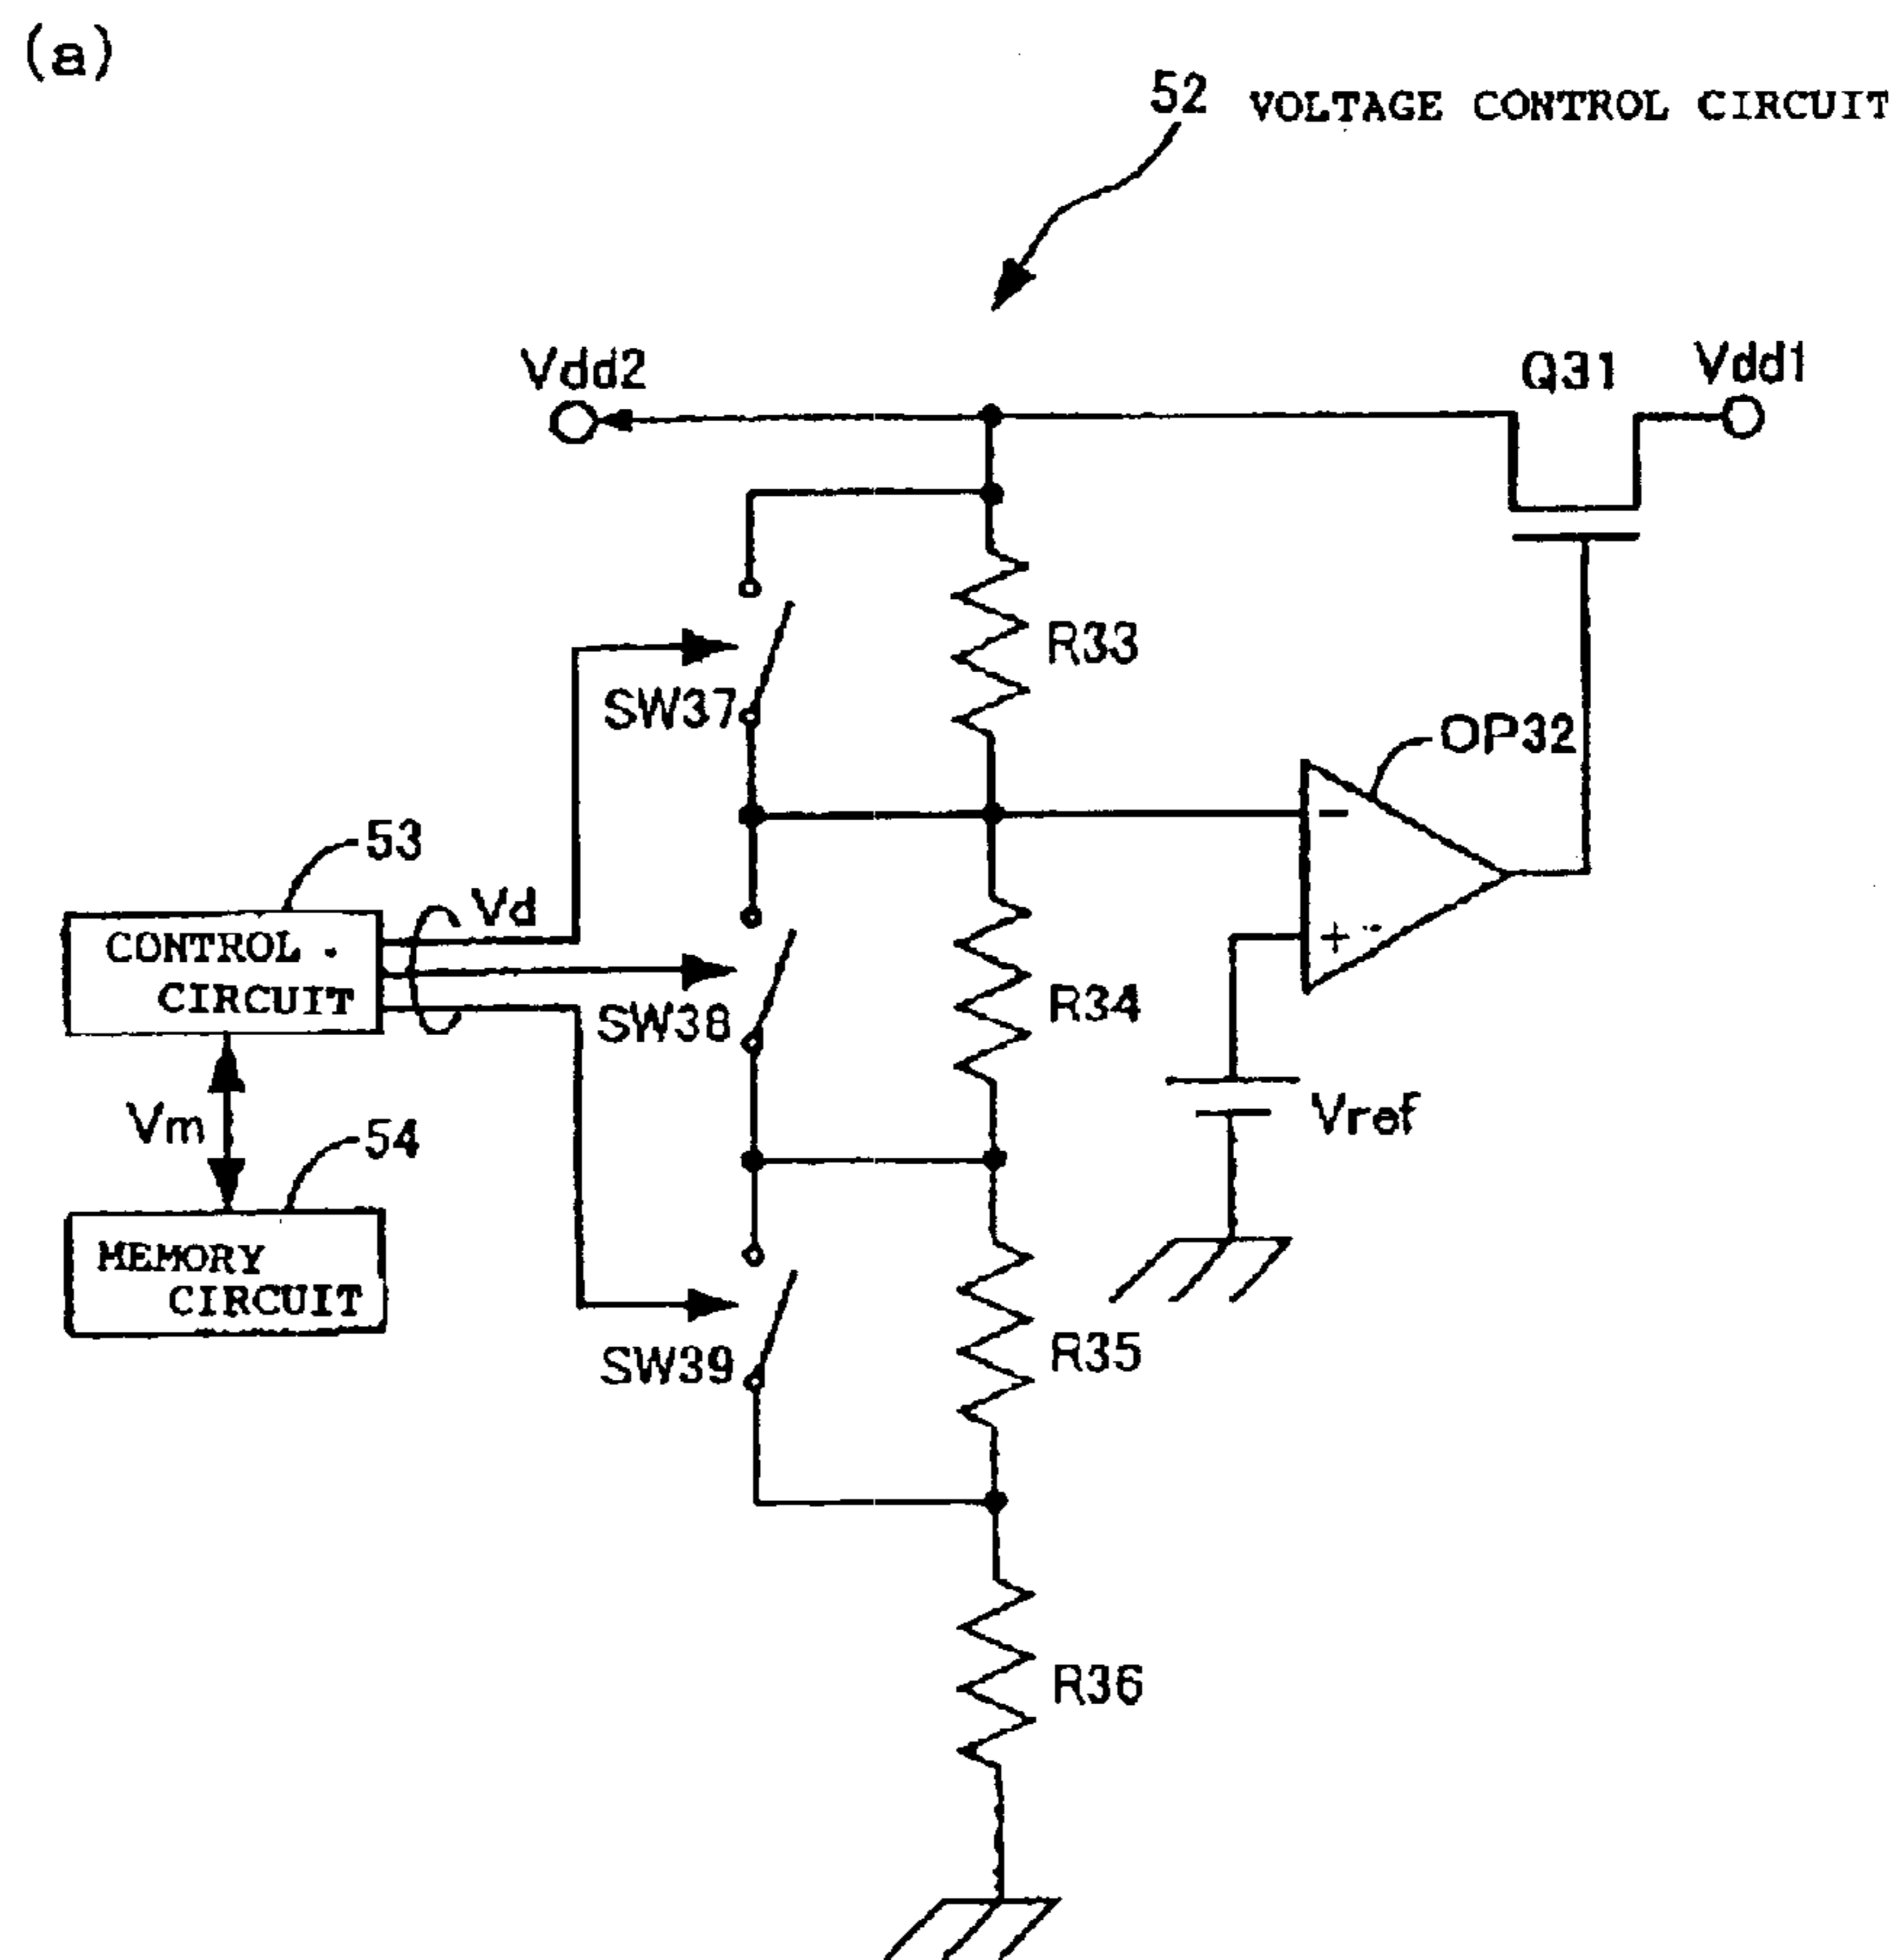 (a)
52 VOLTAGE CONTROL CIRCUIT
Vdd2
Q31
Vdd1
R33
SW37
OP32
-
53
Vd
CONTROL
CIRCUIT
+
R34
SW38
Vm
Vref
54
MEMORY
CIRCUIT
R35
SW39
R36